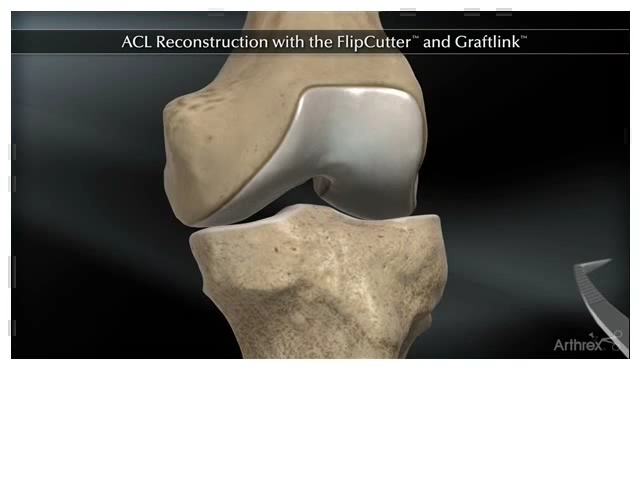 ACL Reconstruction with the FlipCutter™ and Graftlink™
Arthrex